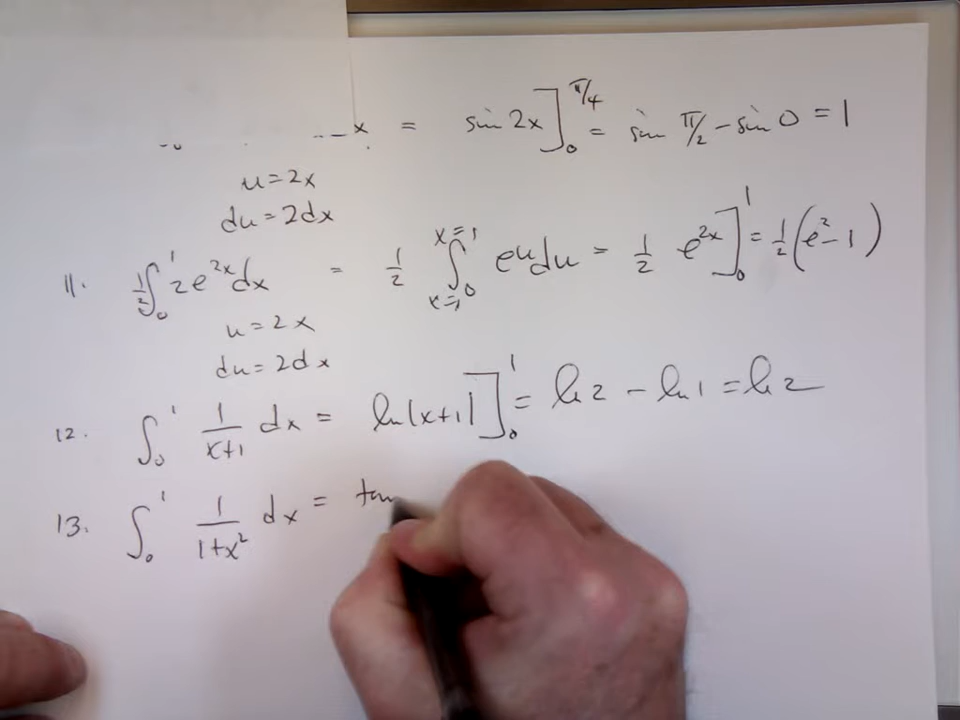 x = sin 2x]₀^π/4 = sin π/2 - sin 0 = 1
u = 2x
du = 2dx
11. ½∫₀¹ 2e^2x dx = ½ ∫_x=0^x=1 e^u du = ½ e^2x]₀¹ = ½(e² - 1)
u = 2x
du = 2dx
12. ∫₀¹ 1/(x+1) dx = ln|x+1|]₀¹ = ln 2 - ln 1 = ln 2
13. ∫₀¹ 1/(1+x²) dx = tan